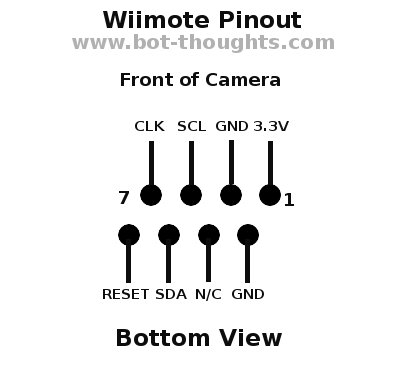 Wiimote Pinout
www.bot-thoughts.com
Front of Camera
CLK SCL GND 3.3V
7 1
RESET SDA N/C GND
Bottom View